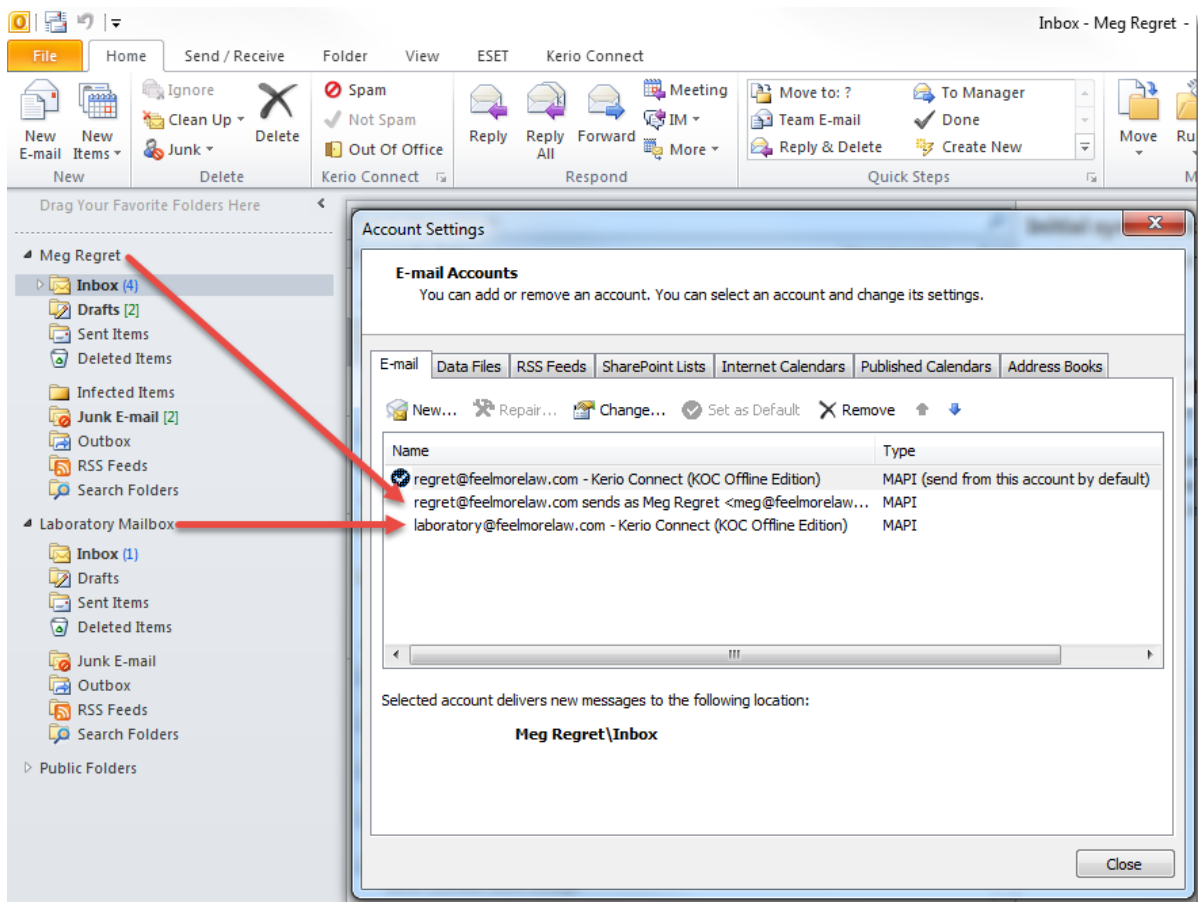 Inbox - Meg Regret -
File Home Send / Receive Folder View ESET Kerio Connect
New E-mail
New Items
New
Ignore
Clean Up
Junk
Delete
Delete
Spam
Not Spam
Out Of Office
Kerio Connect
Reply
Reply All
Forward
Meeting
IM
More
Respond
Move to: ?
Team E-mail
Reply & Delete
To Manager
Done
Create New
Quick Steps
Move
Ru
M
Drag Your Favorite Folders Here
Meg Regret
Inbox (4)
Drafts [2]
Sent Items
Deleted Items
Infected Items
Junk E-mail [2]
Outbox
RSS Feeds
Search Folders
Laboratory Mailbox
Inbox (1)
Drafts
Sent Items
Deleted Items
Junk E-mail
Outbox
RSS Feeds
Search Folders
Public Folders
Account Settings
E-mail Accounts
You can add or remove an account. You can select an account and change its settings.
E-mail Data Files RSS Feeds SharePoint Lists Internet Calendars Published Calendars Address Books
New... Repair... Change... Set as Default Remove
Name Type
regret@feelmorelaw.com - Kerio Connect (KOC Offline Edition) MAPI (send from this account by default)
regret@feelmorelaw.com sends as Meg Regret <meg@feelmorelaw... MAPI
laboratory@feelmorelaw.com - Kerio Connect (KOC Offline Edition) MAPI
Selected account delivers new messages to the following location:
Meg Regret\Inbox
Close